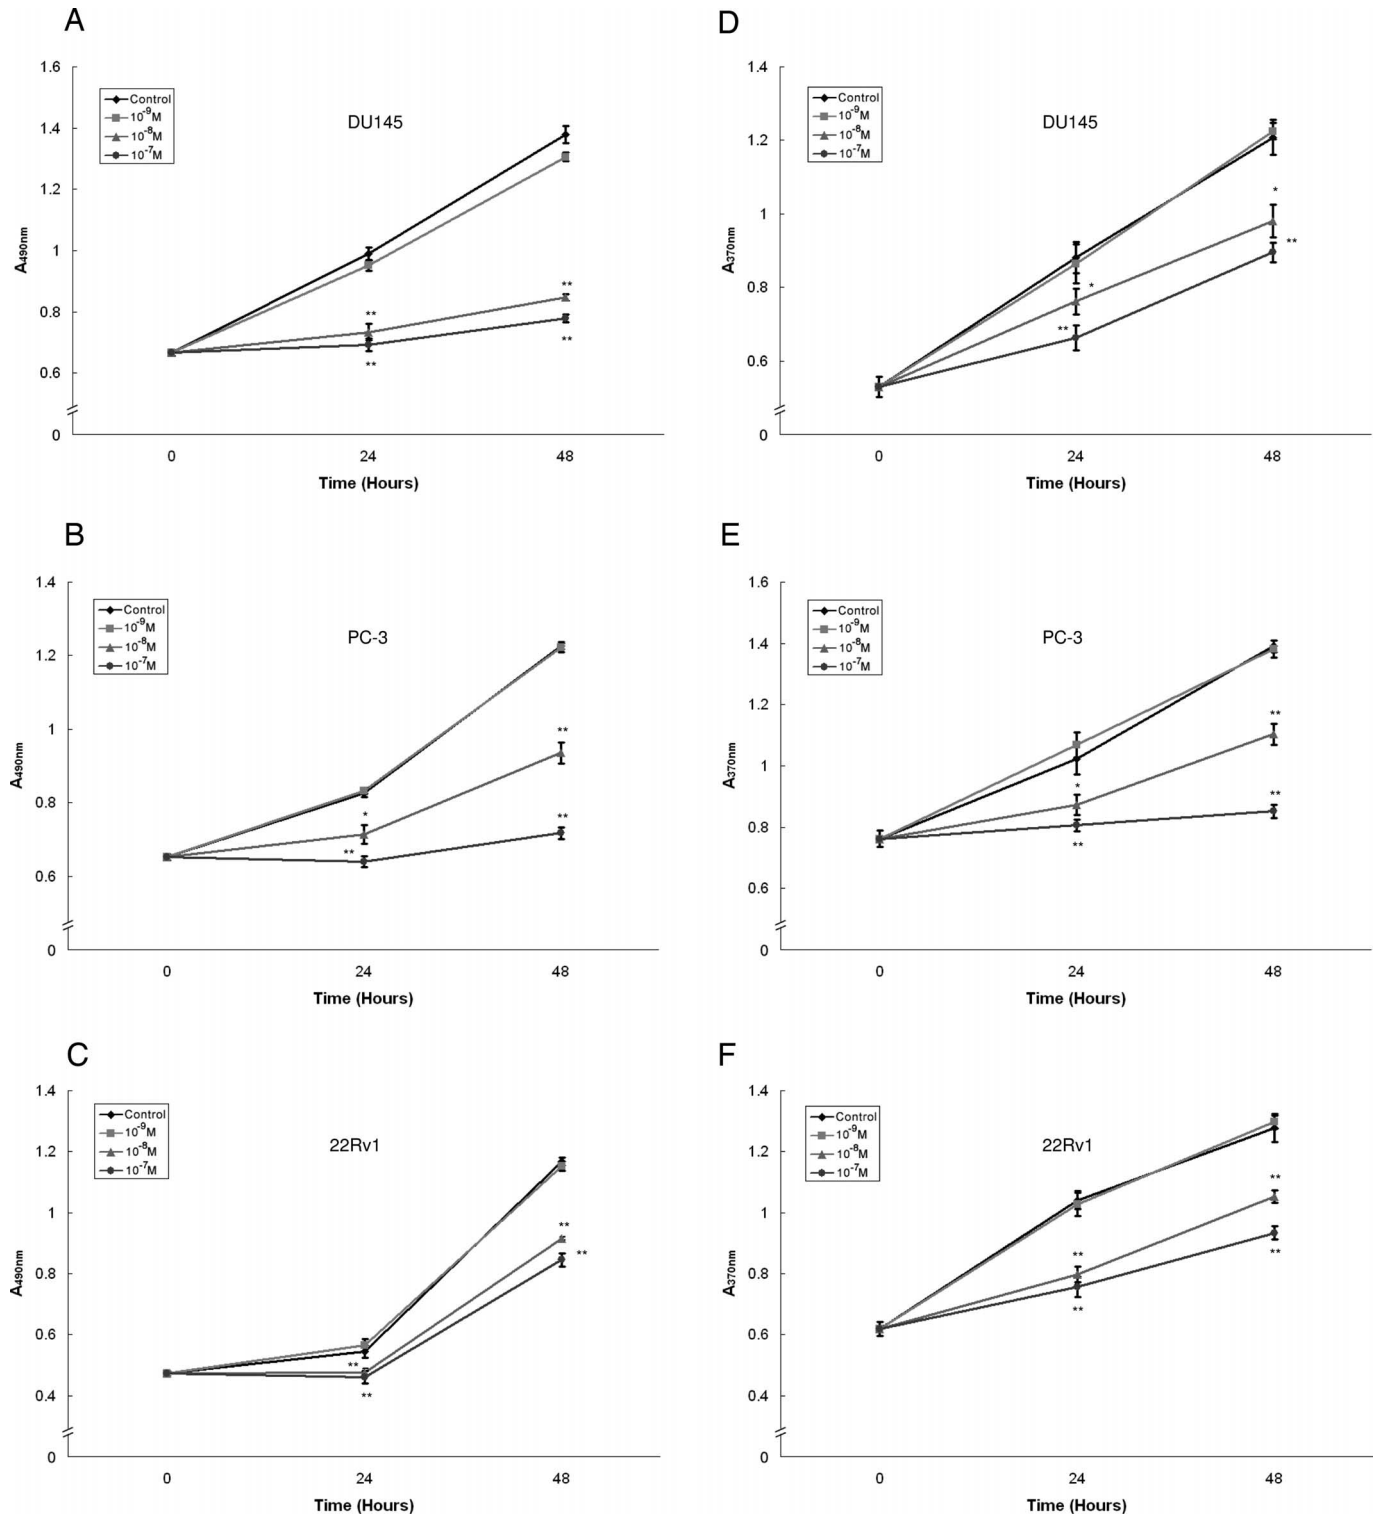 A
DU145
Control
10⁻⁹M
10⁻⁸M
10⁻⁷M
A490nm
1.6
1.4
1.2
1
0.8
0.6
0
**
**
**
**
0
24
48
Time (Hours)
D
DU145
Control
10⁻⁹M
10⁻⁸M
10⁻⁷M
A370nm
1.4
1.2
1
0.8
0.6
0
*
**
*
**
0
24
48
Time (Hours)
B
PC-3
Control
10⁻⁹M
10⁻⁸M
10⁻⁷M
A490nm
1.4
1.2
1
0.8
0.6
0
**
*
**
**
0
24
48
Time (Hours)
E
PC-3
Control
10⁻⁹M
10⁻⁸M
10⁻⁷M
A370nm
1.6
1.4
1.2
1
0.8
0.6
0
**
*
**
**
0
24
48
Time (Hours)
C
22Rv1
Control
10⁻⁹M
10⁻⁸M
10⁻⁷M
A490nm
1.4
1.2
1
0.8
0.6
0.4
0
**
**
**
**
0
24
48
Time (Hours)
F
22Rv1
Control
10⁻⁹M
10⁻⁸M
10⁻⁷M
A370nm
1.4
1.2
1
0.8
0.6
0.4
0
**
**
**
**
0
24
48
Time (Hours)